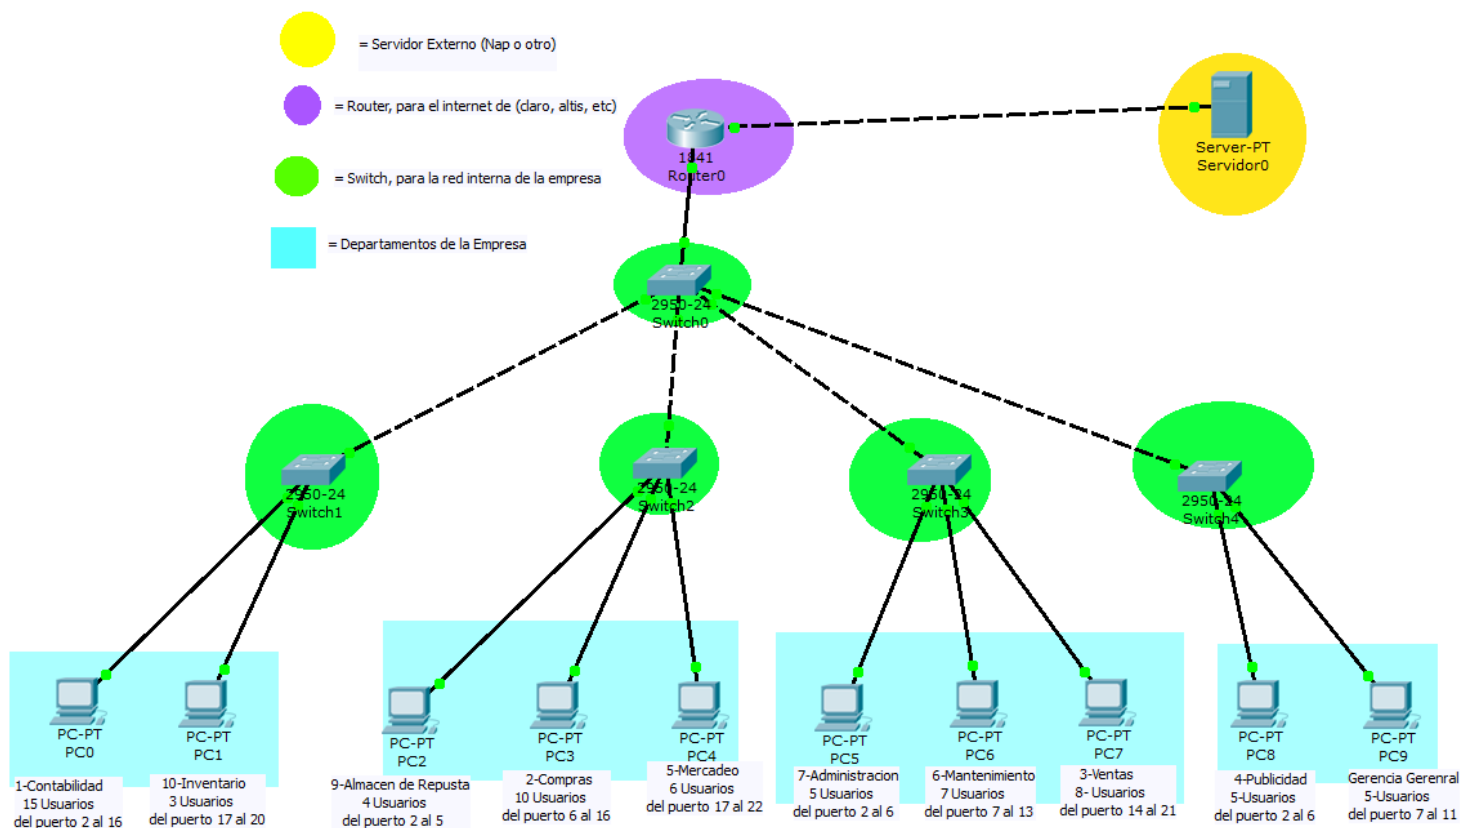 = Servidor Externo (Nap o otro)
= Router, para el internet de (claro, altis, etc)
= Switch, para la red interna de la empresa
= Departamentos de la Empresa
1841
Router0
Server-PT
Servidor0
2950-24
Switch0
2950-24
Switch1
2950-24
Switch2
2950-24
Switch3
2950-24
Switch4
PC-PT
PC0
PC-PT
PC1
PC-PT
PC2
PC-PT
PC3
PC-PT
PC4
PC-PT
PC5
PC-PT
PC6
PC-PT
PC7
PC-PT
PC8
PC-PT
PC9
1-Contabilidad
15 Usuarios
del puerto 2 al 16
10-Inventario
3 Usuarios
del puerto 17 al 20
9-Almacen de Repusta
4 Usuarios
del puerto 2 al 5
2-Compras
10 Usuarios
del puerto 6 al 16
5-Mercadeo
6 Usuarios
del puerto 17 al 22
7-Administracion
5 Usuarios
del puerto 2 al 6
6-Mantenimiento
7 Usuarios
del puerto 7 al 13
3-Ventas
8- Usuarios
del puerto 14 al 21
4-Publicidad
5-Usuarios
del puerto 2 al 6
Gerencia Gerenral
5-Usuarios
del puerto 7 al 11